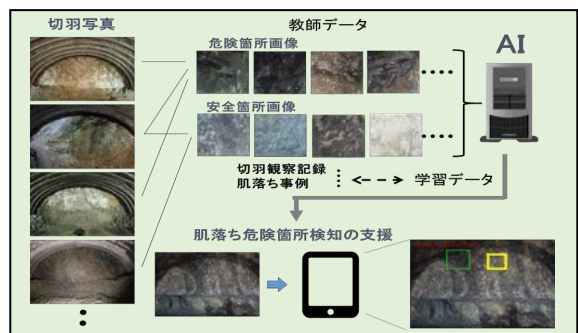 切羽写真
教師データ
危険箇所画像
AI
安全箇所画像
切羽観察記録
肌落ち事例
学習データ
肌落ち危険箇所検知の支援